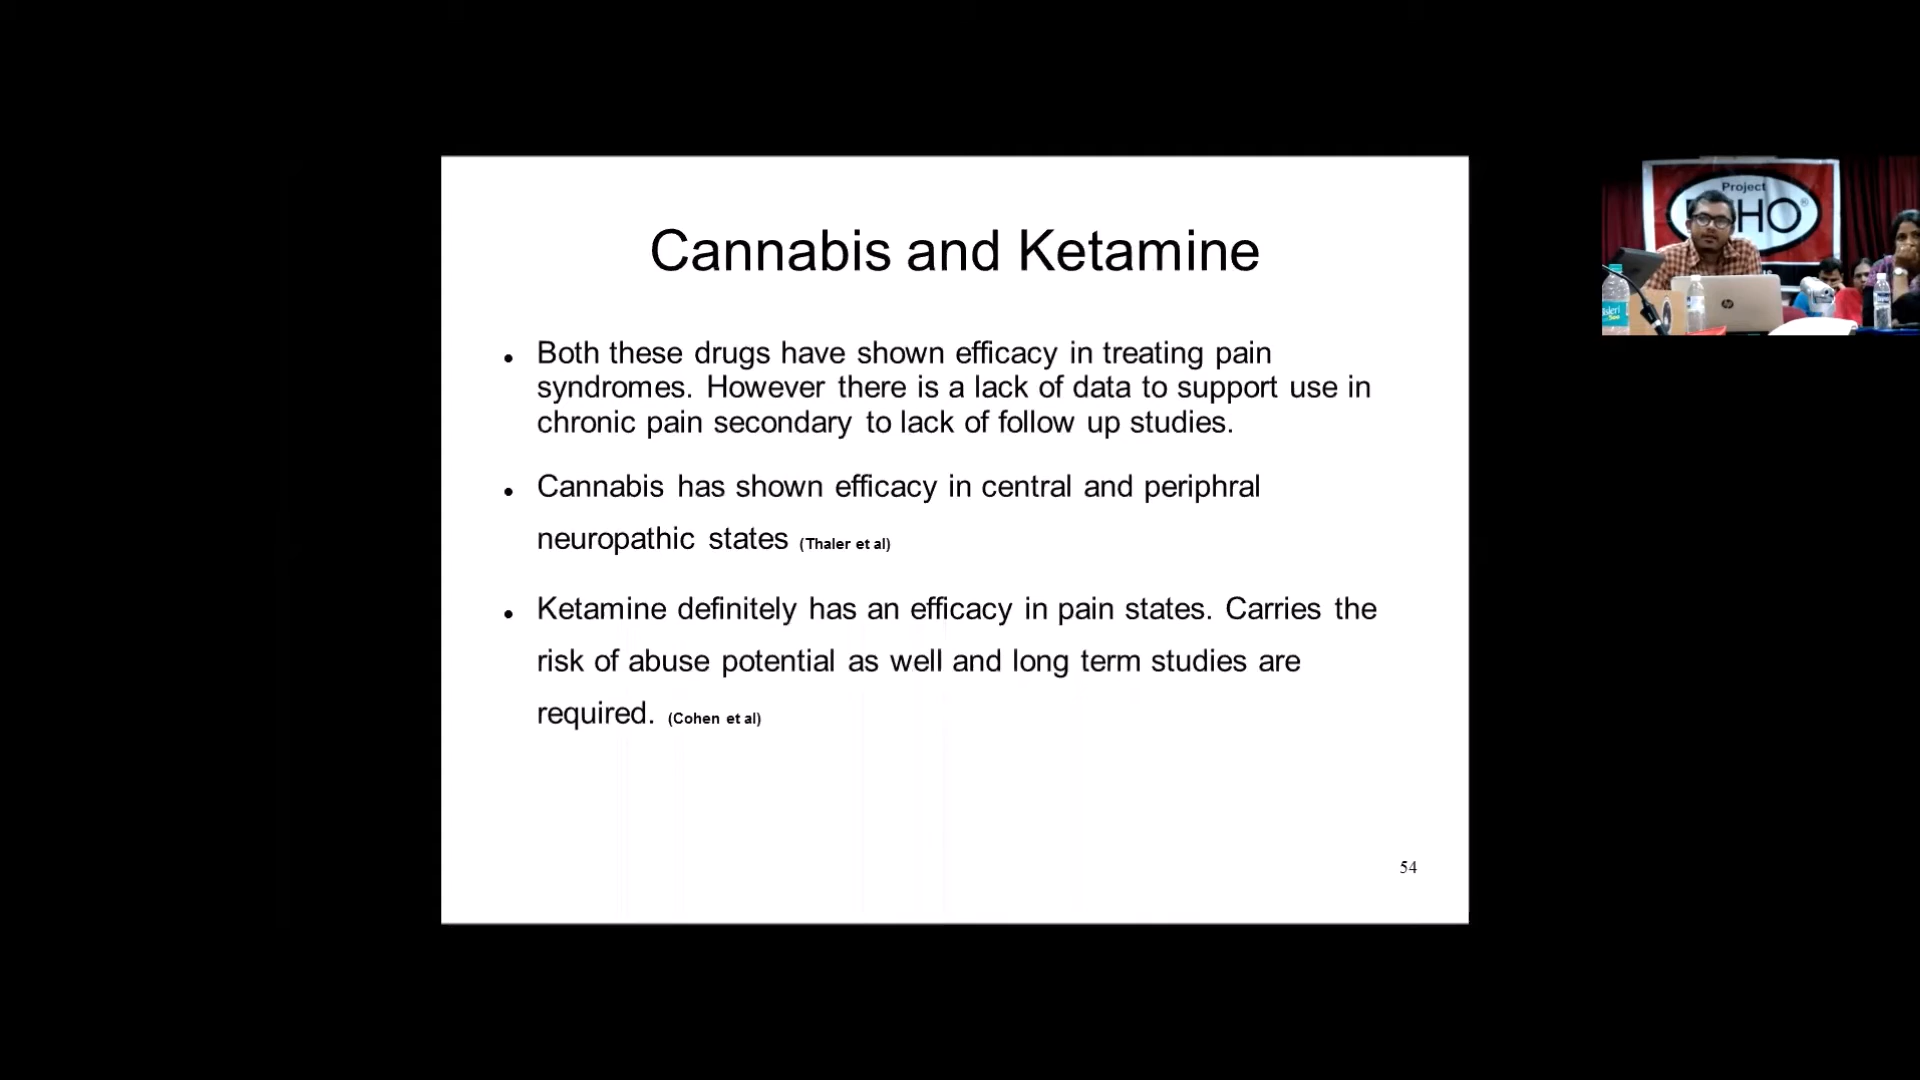 Cannabis and Ketamine
Both these drugs have shown efficacy in treating pain
syndromes. However there is a lack of data to support use in
chronic pain secondary to lack of follow up studies.
Cannabis has shown efficacy in central and periphral
neuropathic states (Thaler et al)
Ketamine definitely has an efficacy in pain states. Carries the
risk of abuse potential as well and long term studies are
required. (Cohen et al)
54
Project
HO®
hp